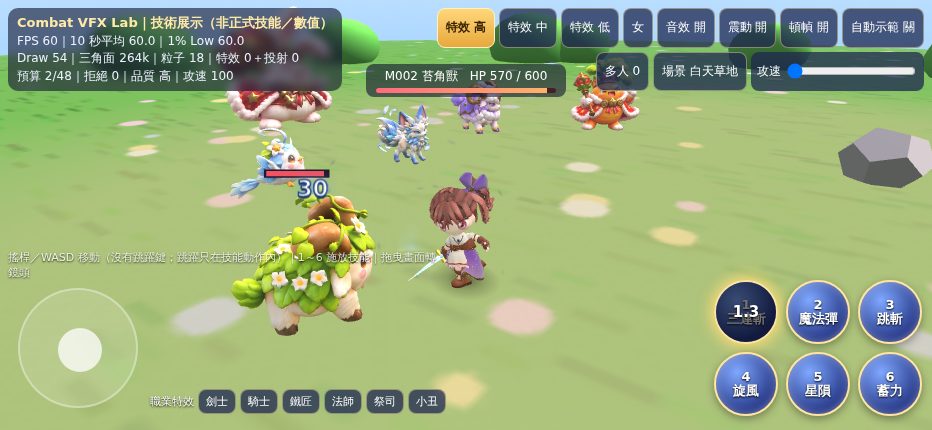 Combat VFX Lab｜技術展示（非正式技能／數值）
FPS 60｜10 秒平均 60.0｜1% Low 60.0
Draw 54｜三角面 264k｜粒子 18｜特效 0＋投射 0
預算 2/48｜拒絕 0｜品質 高｜攻速 100
特效 高
特效 中
特效 低
女
音效 開
震動 開
頓幀 開
自動示範 關
M002 苔角獸 HP 570 / 600
多人 0
場景 白天草地
攻速
30
搖桿／WASD 移動（沒有跳躍鍵；跳躍只在技能動作內）｜1～6 施放技能｜拖曳畫面轉
鏡頭
1
1.3
三連斬
2
魔法彈
3
跳斬
4
旋風
5
星隕
6
蓄力
職業特效
劍士
騎士
鐵匠
法師
祭司
小丑